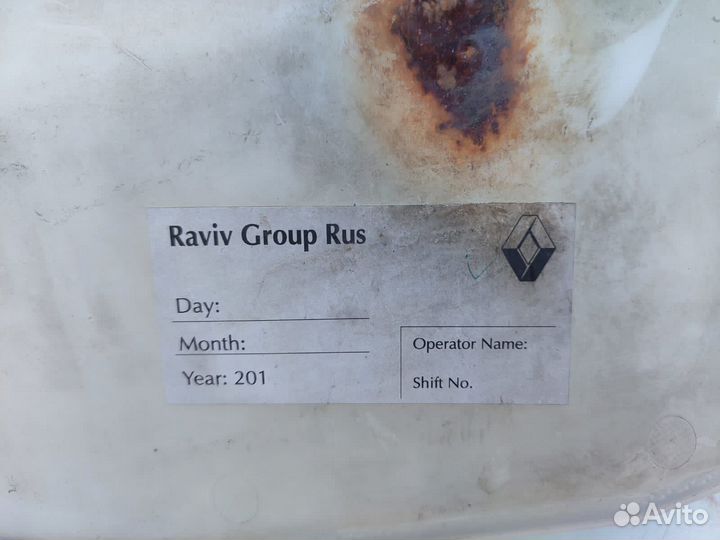 Raviv Group Rus
Day:
Month:
Year: 201
Operator Name:
Shift No.
Avito